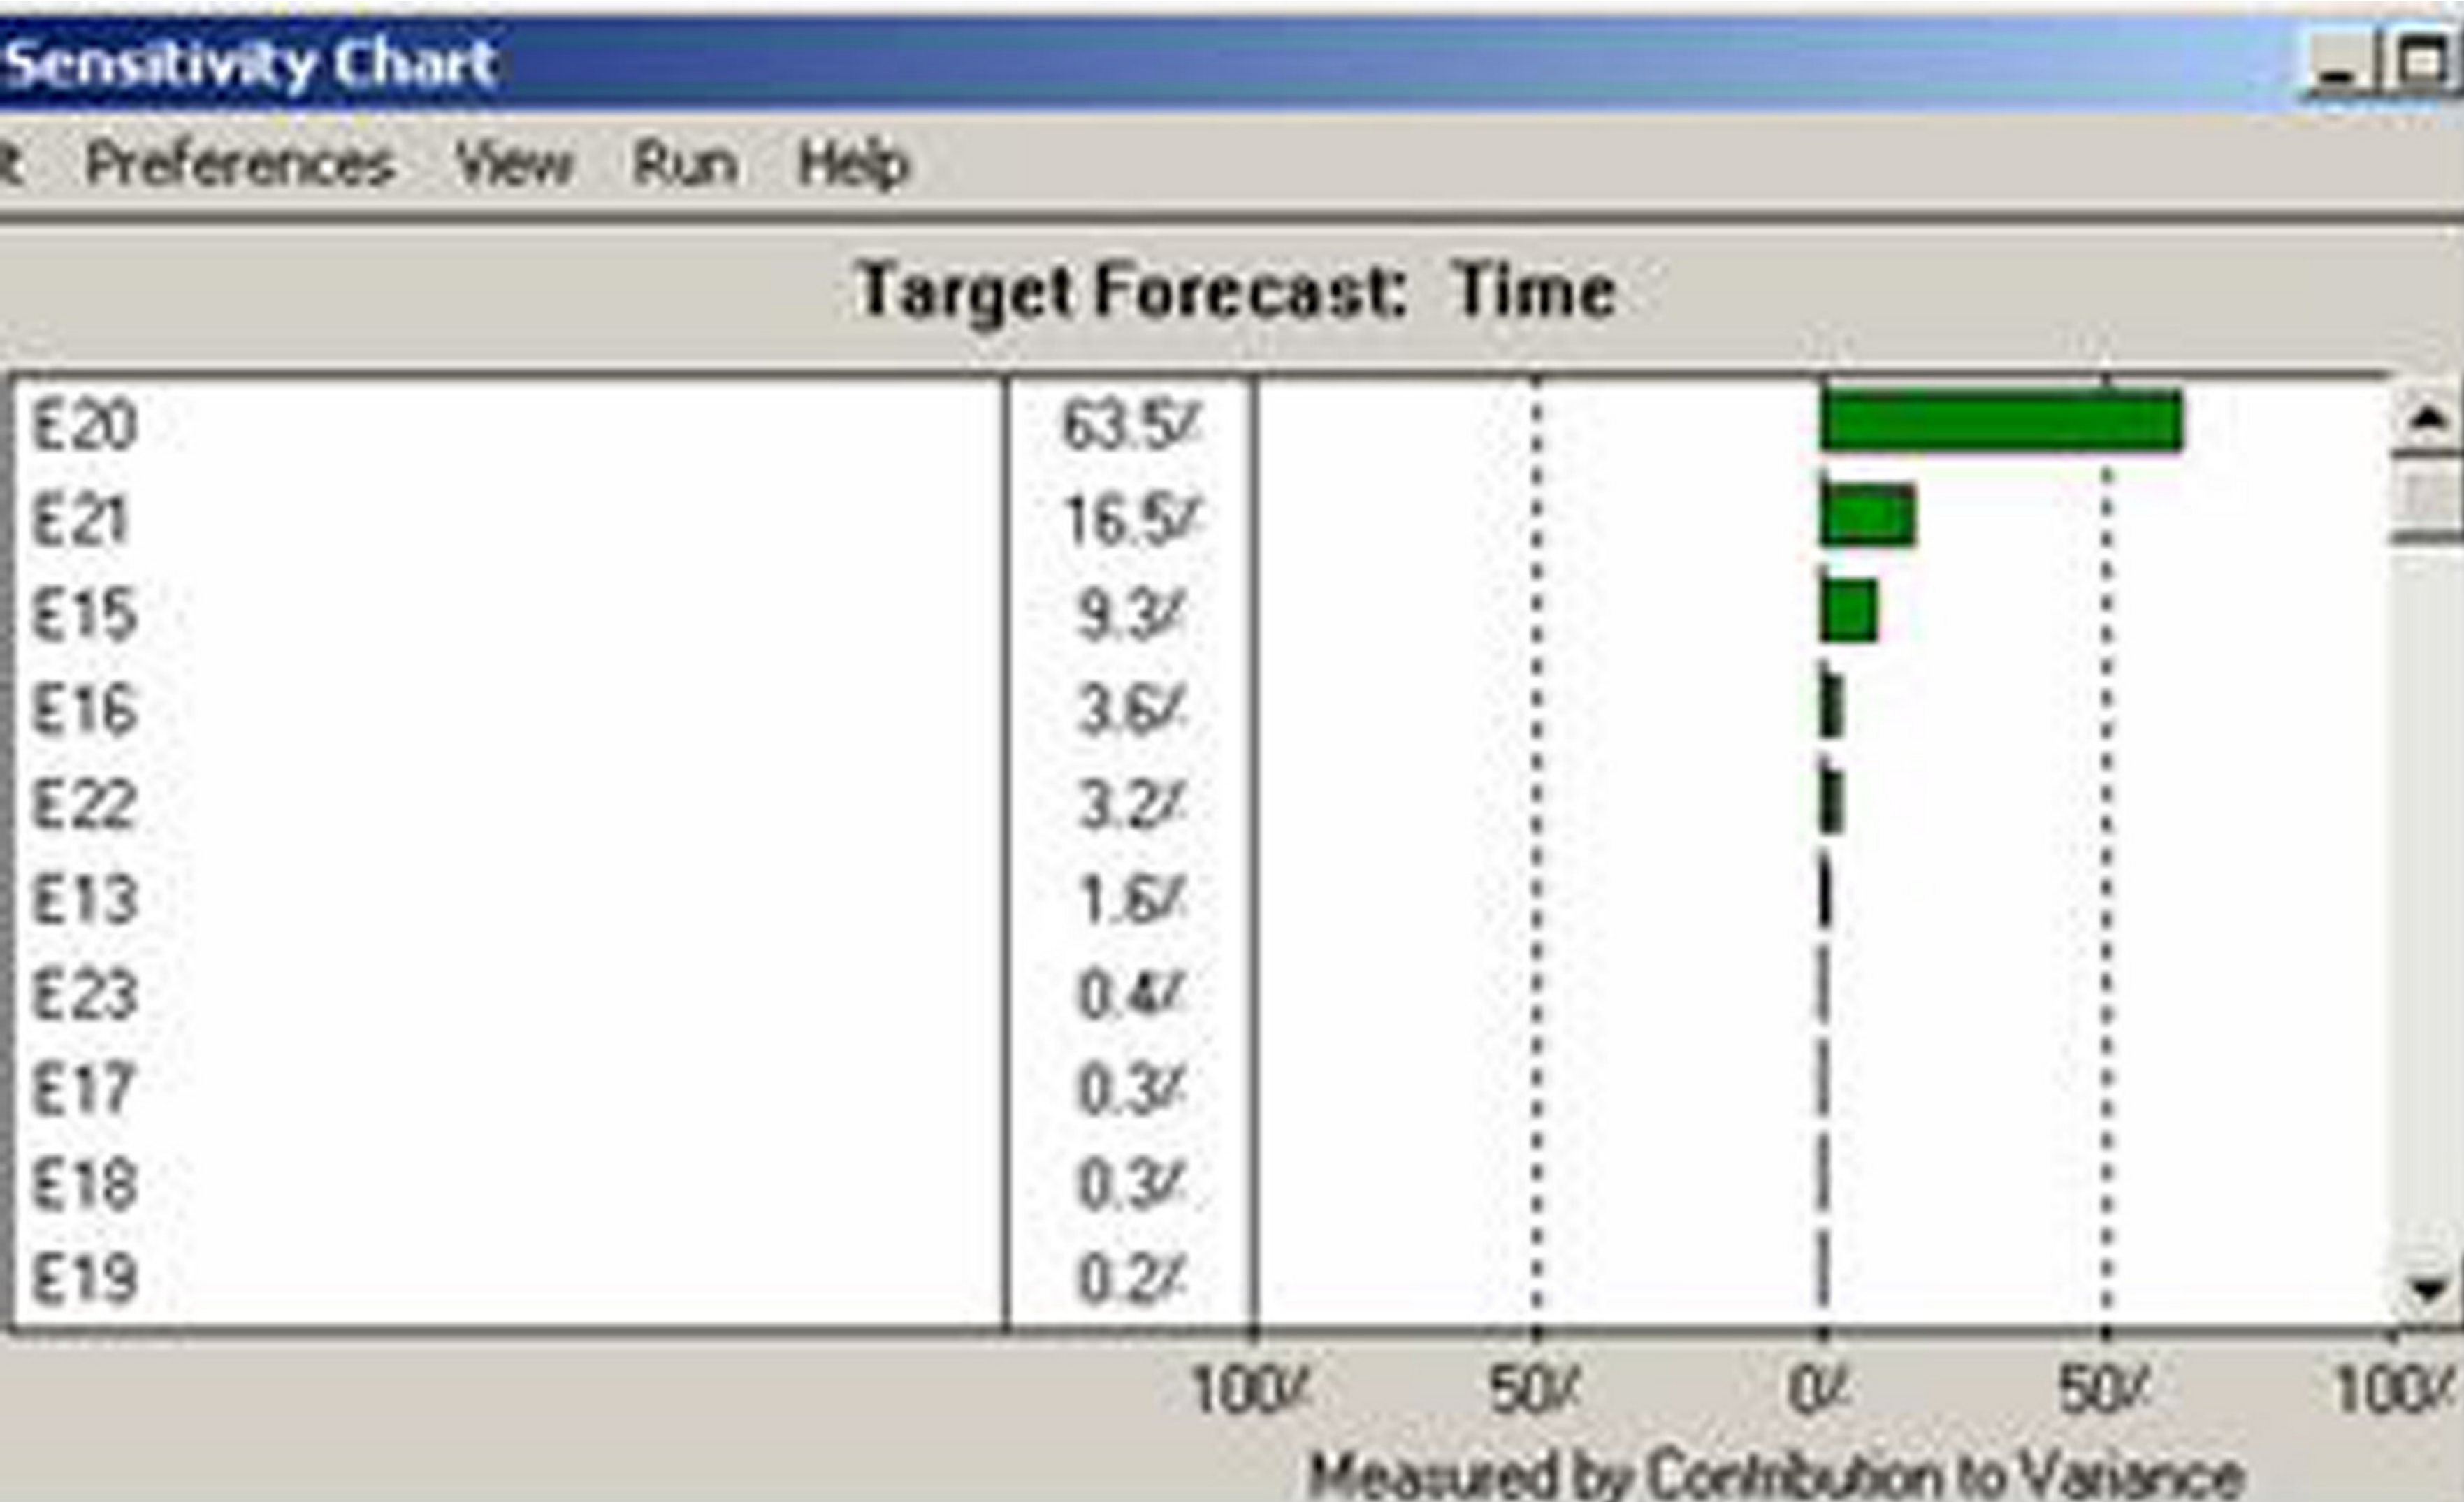 Sensitivity Chart
t Preferences View Run Help
Target Forecast: Time
E20 63.5%
E21 16.5%
E15 9.3%
E16 3.6%
E22 3.2%
E13 1.6%
E23 0.4%
E17 0.3%
E18 0.3%
E19 0.2%
100% 50% 0% 50% 100%
Measured by Contribution to Variance